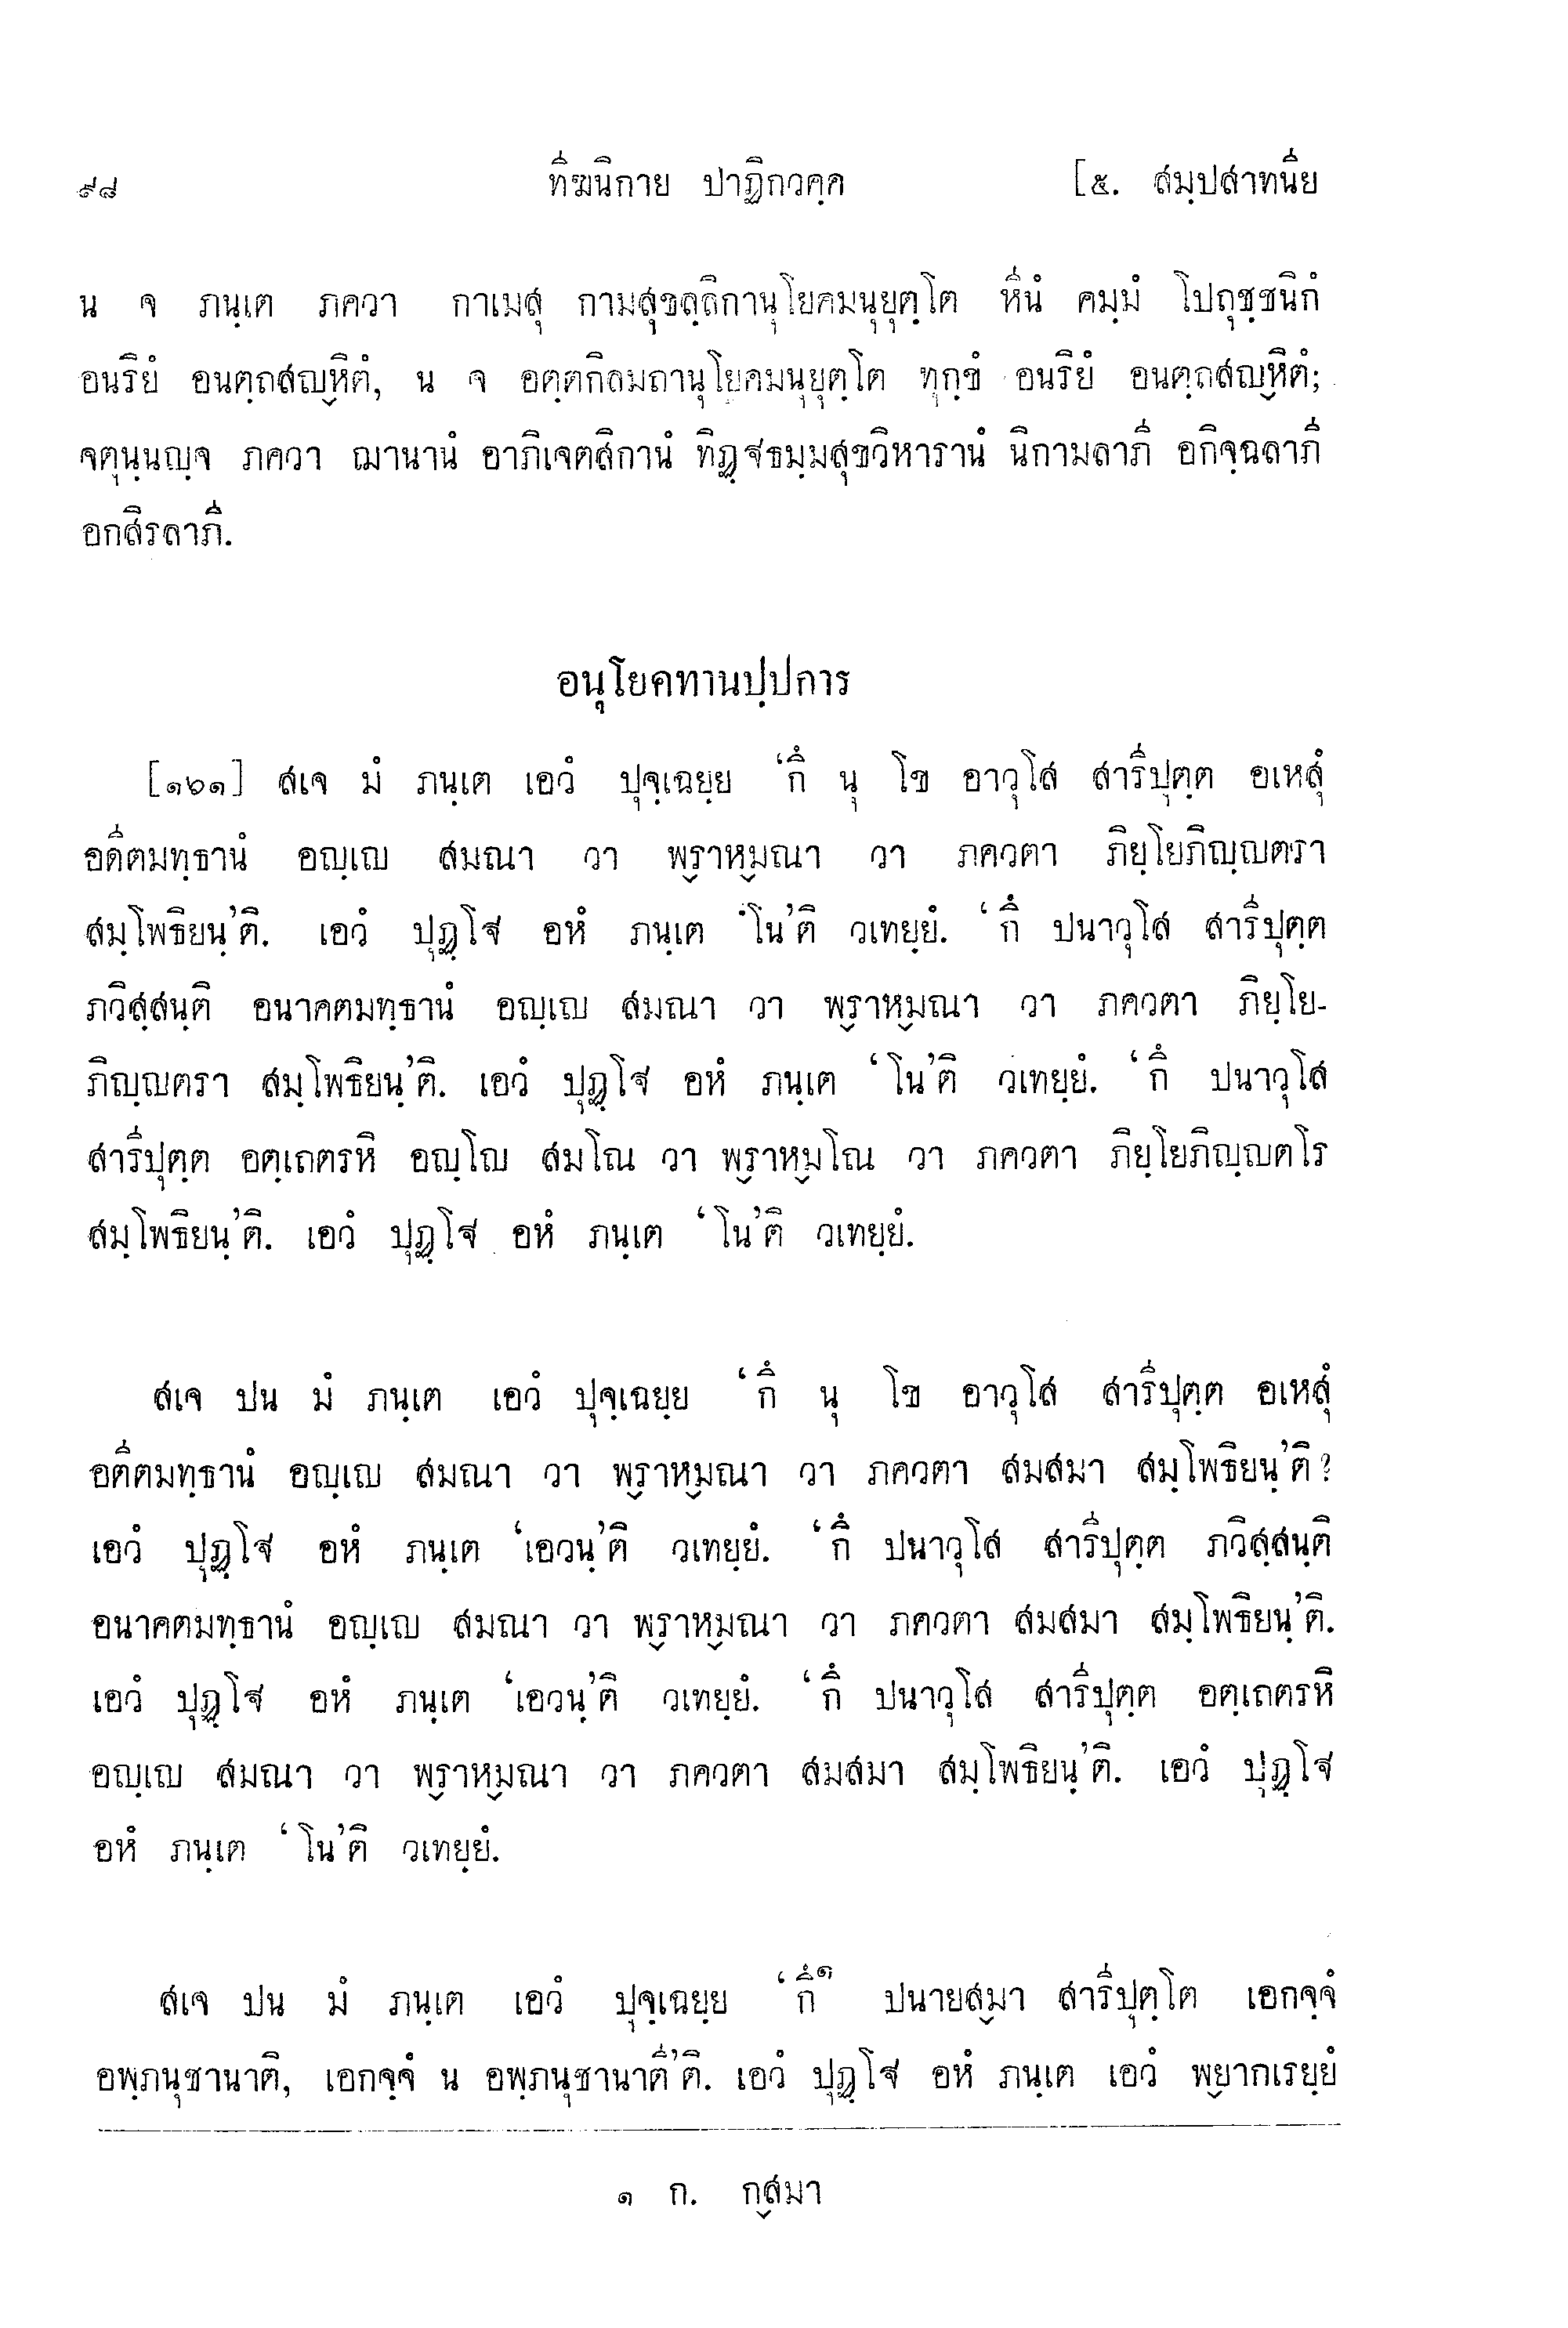 ๙๘ ทีฆนิกาย ปาฏิกวคฺค [๕. สมฺปสาทนีย
น จ ภนฺเต ภควา กาเมสุ กามสุขลฺลิกานุโยคมนุยุตฺโต หีนํ คมฺมํ โปถุชฺชนิกํ
อนริยํ อนตฺถสญฺหิตํ, น จ อตฺตกิลมถานุโยคมนุยุตฺโต ทุกฺขํ อนริยํ อนตฺถสญฺหิตํ;
จตุนฺนญฺจ ภควา ฌานานํ อาภิเจตสิกานํ ทิฏฺฐธมฺมสุขวิหารานํ นิกามลาภี อกิจฺฉลาภี
อกสิรลาภี.
อนุโยคทานปฺปการ
[๑๖๑] สเจ มํ ภนฺเต เอวํ ปุจฺเฉยฺย ‘กึ นุ โข อาวุโส สารีปุตฺต อเหสุํ
อดีตมทฺธานํ อญฺเญ สมณา วา พฺราหฺมณา วา ภควตา ภิยฺโยภิญฺญตรา
สมฺโพธิยนฺ’ติ. เอวํ ปุฏฺโฐ อหํ ภนฺเต ‘โน’ติ วเทยฺยํ. ‘กึ ปนาวุโส สารีปุตฺต
ภวิสฺสนฺติ อนาคตมทฺธานํ อญฺเญ สมณา วา พฺราหฺมณา วา ภควตา ภิยฺโย-
ภิญฺญตรา สมฺโพธิยนฺ’ติ. เอวํ ปุฏฺโฐ อหํ ภนฺเต ‘โน’ติ วเทยฺยํ. ‘กึ ปนาวุโส
สารีปุตฺต อตฺเถตรหิ อญฺโญ สมโณ วา พฺราหฺมโณ วา ภควตา ภิยฺโยภิญฺญตโร
สมฺโพธิยนฺ’ติ. เอวํ ปุฏฺโฐ อหํ ภนฺเต ‘โน’ติ วเทยฺยํ.
สเจ ปน มํ ภนฺเต เอวํ ปุจฺเฉยฺย ‘กึ นุ โข อาวุโส สารีปุตฺต อเหสุํ
อตีตมทฺธานํ อญฺเญ สมณา วา พฺราหฺมณา วา ภควตา สมสมา สมฺโพธิยนฺ’ติ?
เอวํ ปุฏฺโฐ อหํ ภนฺเต ‘เอวนฺ’ติ วเทยฺยํ. ‘กึ ปนาวุโส สารีปุตฺต ภวิสฺสนฺติ
อนาคตมทฺธานํ อญฺเญ สมณา วา พฺราหฺมณา วา ภควตา สมสมา สมฺโพธิยนฺ’ติ.
เอวํ ปุฏฺโฐ อหํ ภนฺเต ‘เอวนฺ’ติ วเทยฺยํ. ‘กึ ปนาวุโส สารีปุตฺต อตฺเถตรหิ
อญฺเญ สมณา วา พฺราหฺมณา วา ภควตา สมสมา สมฺโพธิยนฺ’ติ. เอวํ ปุฏฺโฐ
อหํ ภนฺเต ‘โน’ติ วเทยฺยํ.
สเจ ปน มํ ภนฺเต เอวํ ปุจฺเฉยฺย ‘กึ๑ ปนายสฺมา สารีปุตฺโต เอกจฺจํ
อพฺภนุชานาติ, เอกจฺจํ น อพฺภนุชานาตี’ติ. เอวํ ปุฏฺโฐ อหํ ภนฺเต เอวํ พฺยากเรยฺยํ
๑ ก. กสฺมา